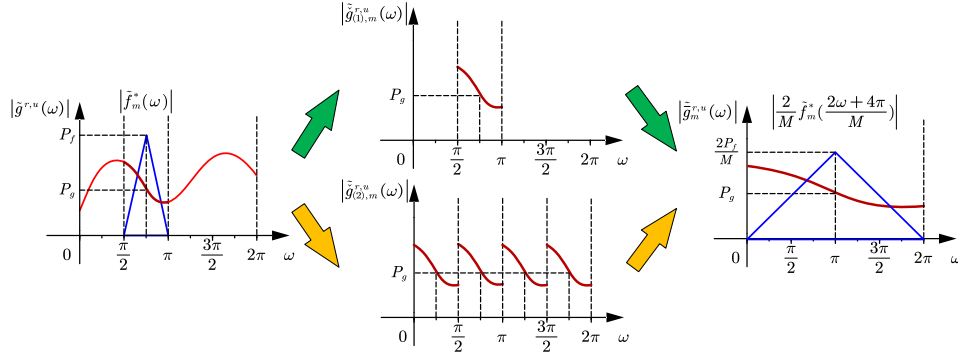 |g̃^{r,u}(ω)| |f̃*_m(ω)|
P_f
P_g
0 π/2 π 3π/2 2π ω
|g̃̆^{r,u}_{(1),m}(ω)|
P_g
0 π/2 π 3π/2 2π ω
|g̃̆^{r,u}_{(2),m}(ω)|
P_g
0 π/2 π 3π/2 2π ω
|g̃̄^{r,u}_m(ω)| |2/M f̃*_m((2ω + 4π)/M)|
2P_f/M
P_g
0 π/2 π 3π/2 2π ω